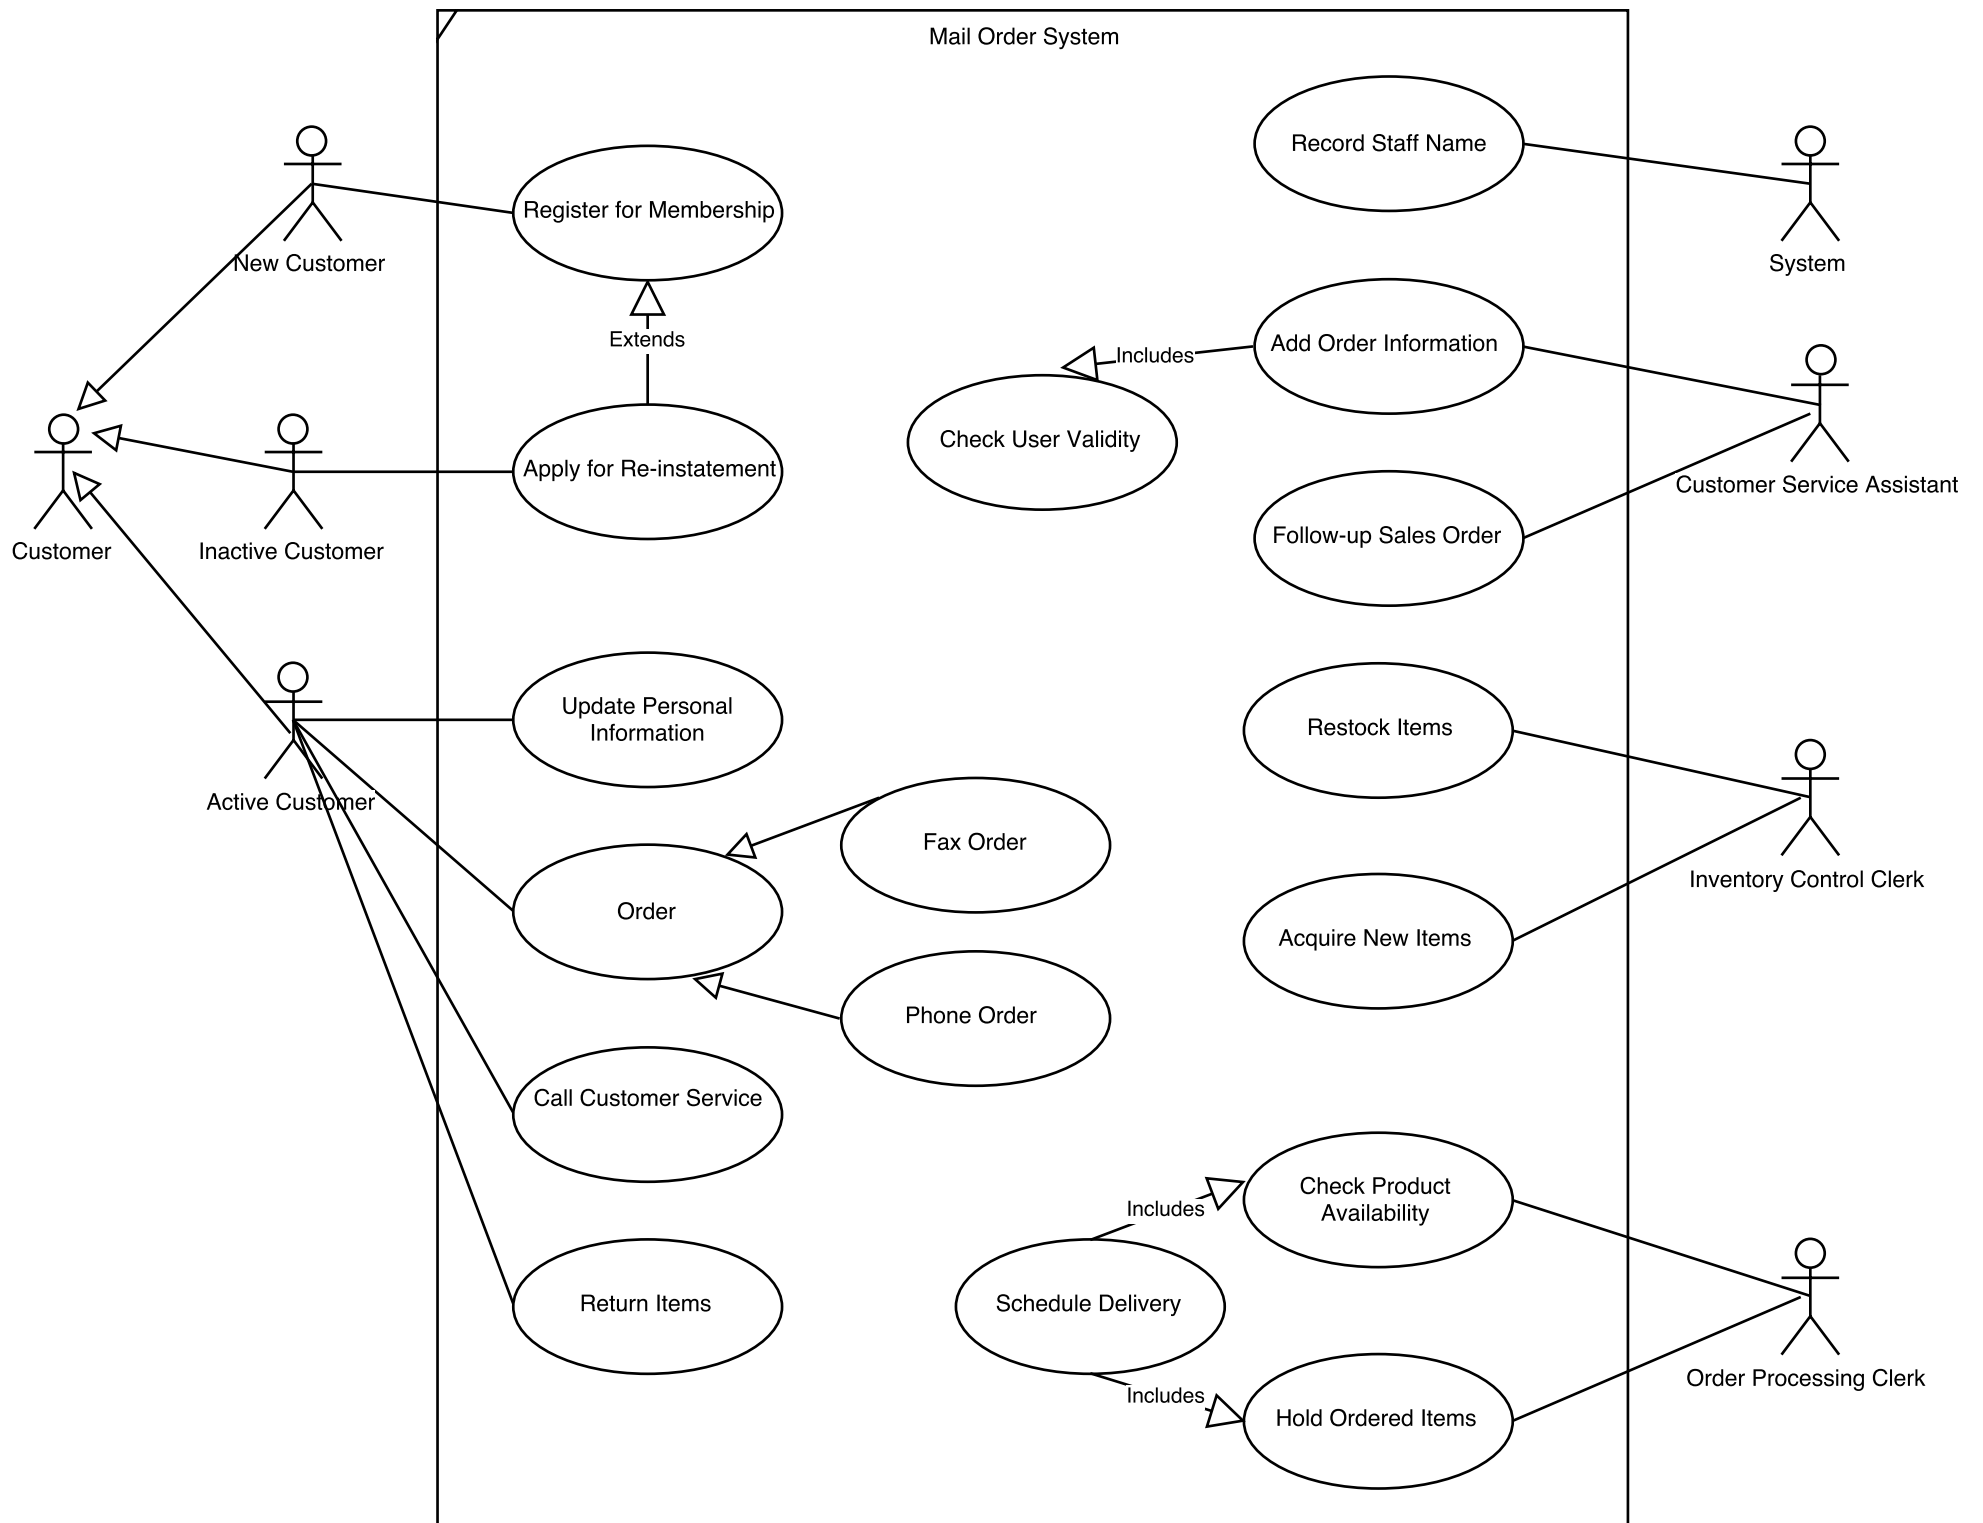 Mail Order System
Record Staff Name
Register for Membership
New Customer
System
Extends
Add Order Information
Includes
Check User Validity
Apply for Re-instatement
Customer Service Assistant
Customer
Inactive Customer
Follow-up Sales Order
Update Personal
Information
Restock Items
Active Customer
Fax Order
Inventory Control Clerk
Order
Acquire New Items
Phone Order
Call Customer Service
Check Product
Availability
Includes
Return Items
Schedule Delivery
Order Processing Clerk
Includes
Hold Ordered Items